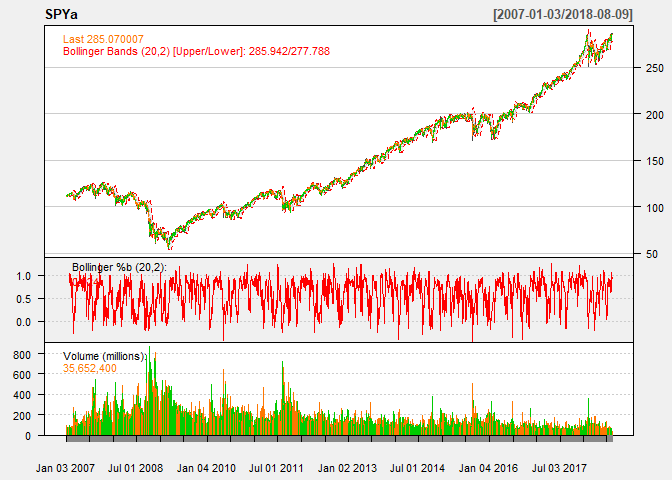 SPYa [2007-01-03/2018-08-09]
Last 285.070007
Bollinger Bands (20,2) [Upper/Lower]: 285.942/277.788
250
200
150
100
50
Bollinger %b (20,2):
1.0
0.5
0.0
Volume (millions):
35,652,400
800
600
400
200
0
Jan 03 2007 Jul 01 2008 Jan 04 2010 Jul 01 2011 Jan 02 2013 Jul 01 2014 Jan 04 2016 Jul 03 2017